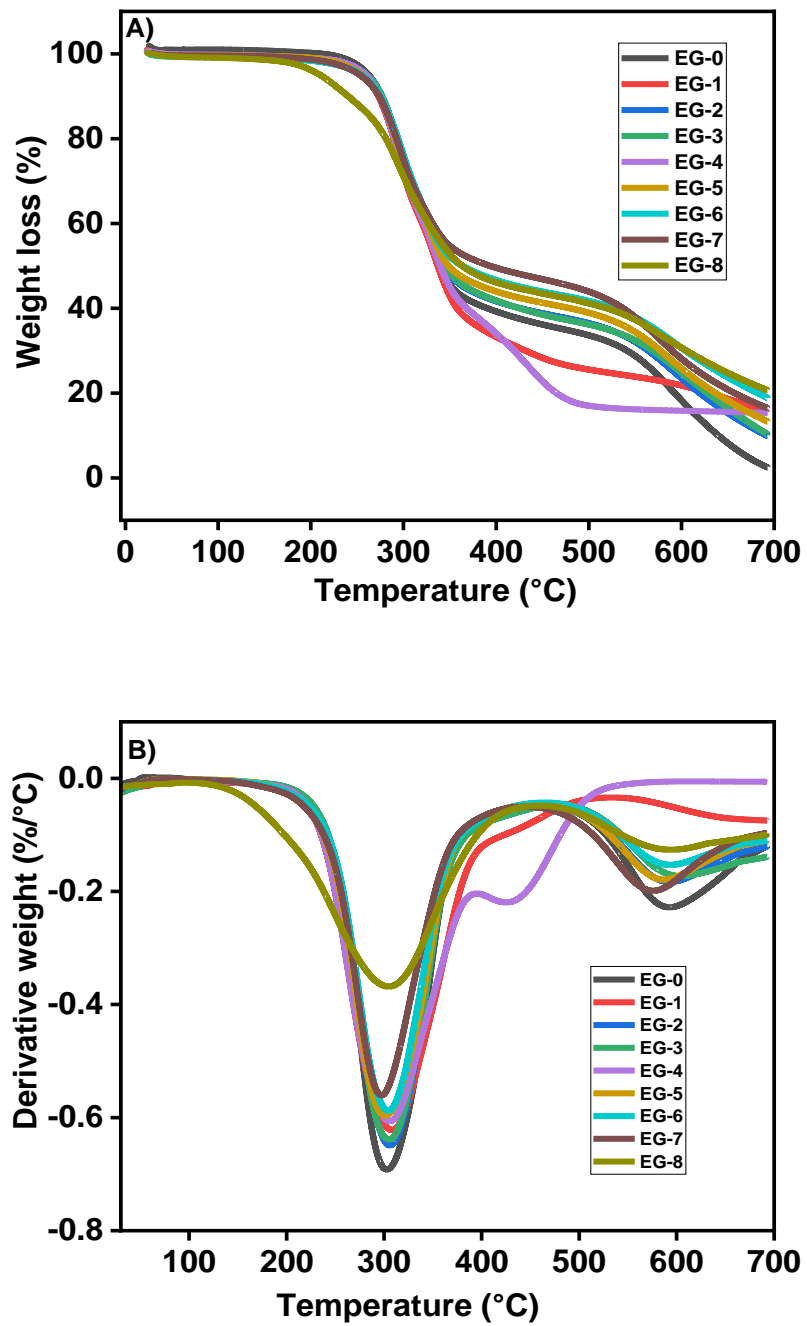 A)
100
80
60
40
20
0
Weight loss (%)
EG-0
EG-1
EG-2
EG-3
EG-4
EG-5
EG-6
EG-7
EG-8
0 100 200 300 400 500 600 700
Temperature (°C)
B)
0.0
-0.2
-0.4
-0.6
-0.8
Derivative weight (%/°C)
EG-0
EG-1
EG-2
EG-3
EG-4
EG-5
EG-6
EG-7
EG-8
100 200 300 400 500 600 700
Temperature (°C)